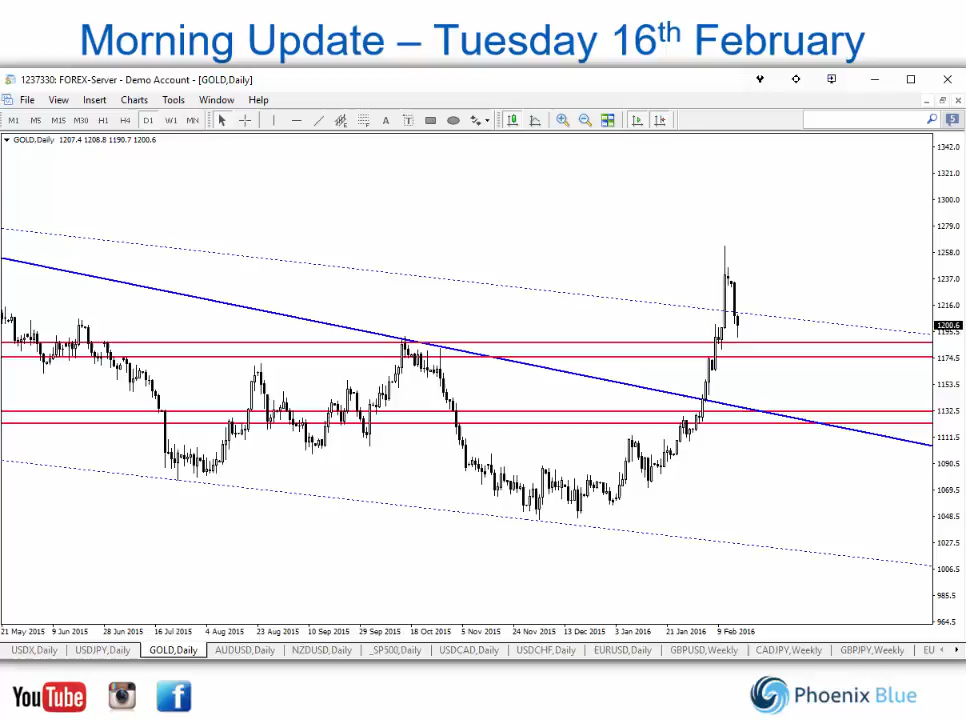 Morning Update – Tuesday 16th February
1237330: FOREX-Server - Demo Account - [GOLD,Daily]
File View Insert Charts Tools Window Help
M1 M5 M15 M30 H1 H4 D1 W1 MN A T 5
GOLD,Daily 1207.4 1208.8 1190.7 1200.6
1342.0
1321.0
1300.0
1279.0
1258.0
1237.0
1216.0
1200.6
1195.5
1174.5
1153.5
1132.5
1111.5
1090.5
1069.5
1048.5
1027.5
1006.5
985.5
964.5
21 May 2015 9 Jun 2015 28 Jun 2015 16 Jul 2015 4 Aug 2015 23 Aug 2015 10 Sep 2015 29 Sep 2015 18 Oct 2015 5 Nov 2015 24 Nov 2015 13 Dec 2015 3 Jan 2016 21 Jan 2016 9 Feb 2016
USDX,Daily USDJPY,Daily GOLD,Daily AUDUSD,Daily NZDUSD,Daily _SP500,Daily USDCAD,Daily USDCHF,Daily EURUSD,Daily GBPUSD,Weekly CADJPY,Weekly GBPJPY,Weekly EU
YouTube f Phoenix Blue